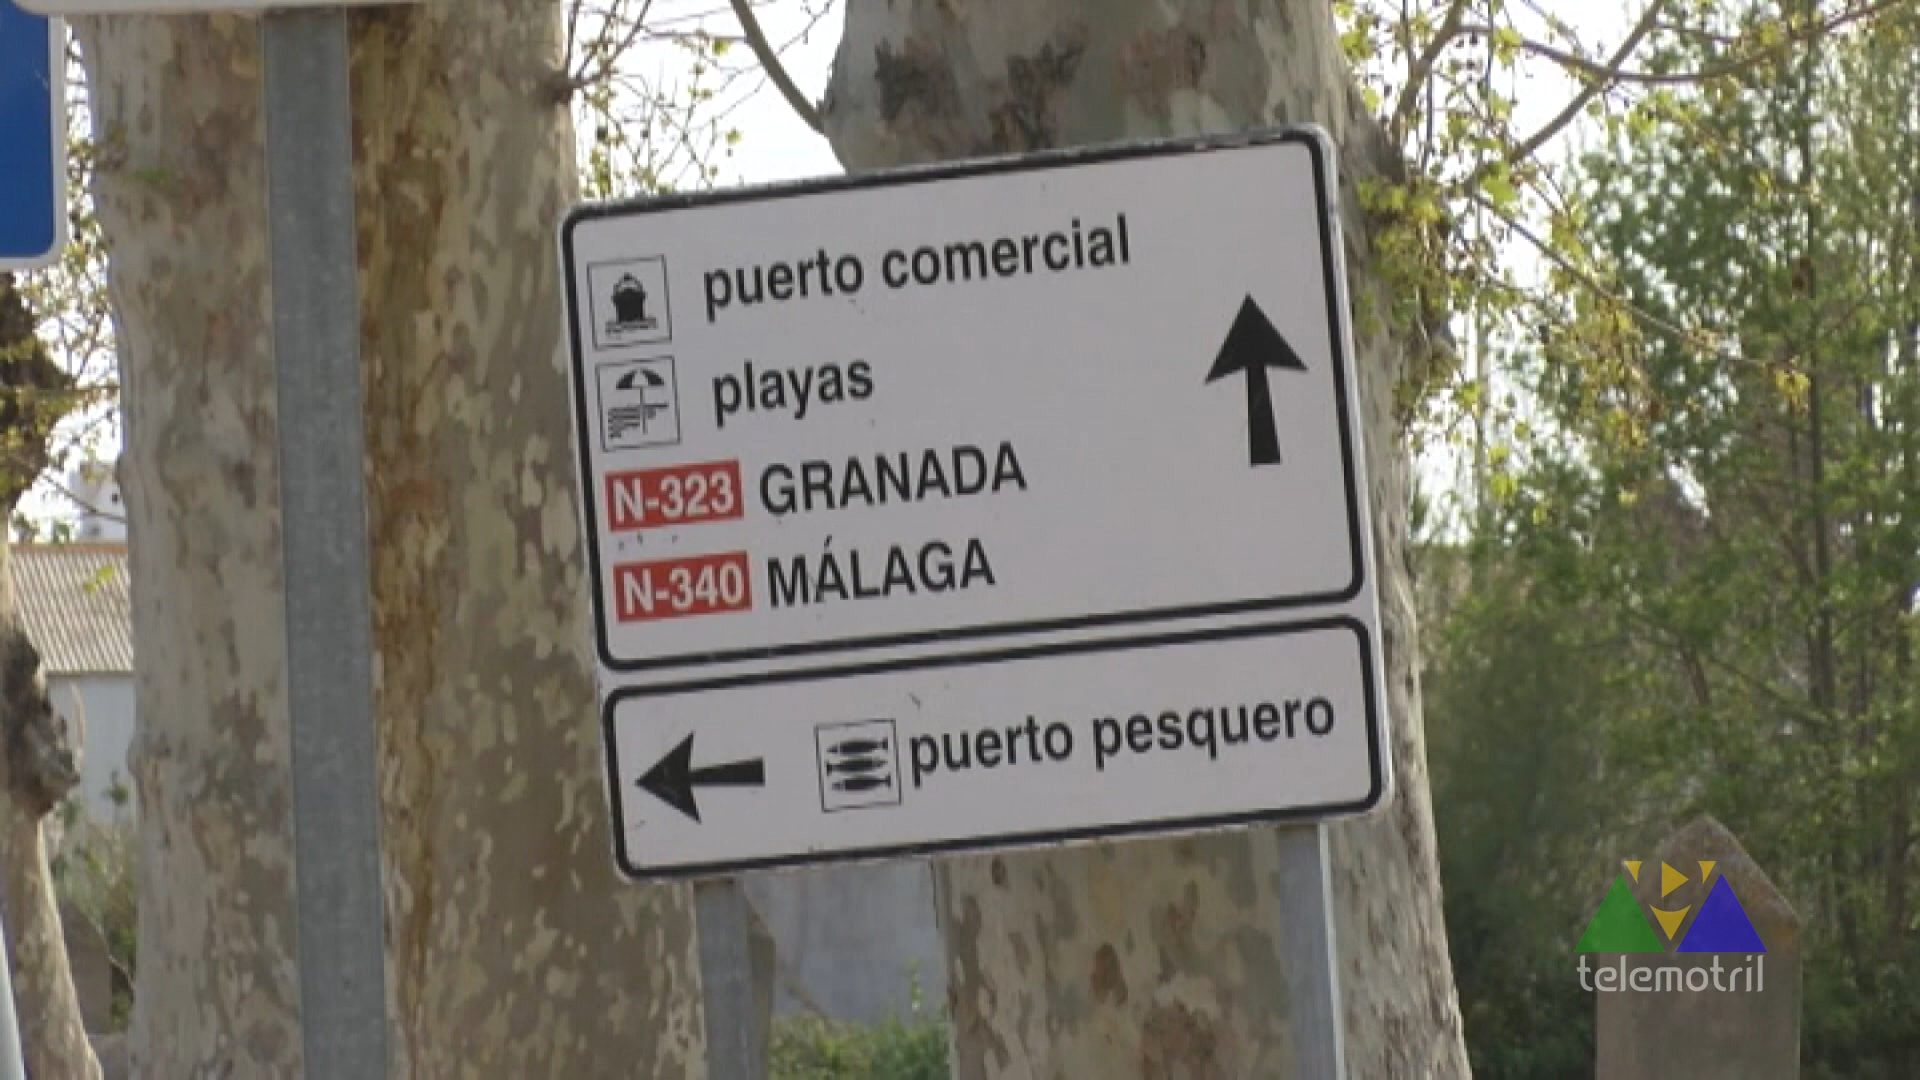 puerto comercial
playas
N-323 GRANADA
N-340 MÁLAGA
puerto pesquero
telemotril